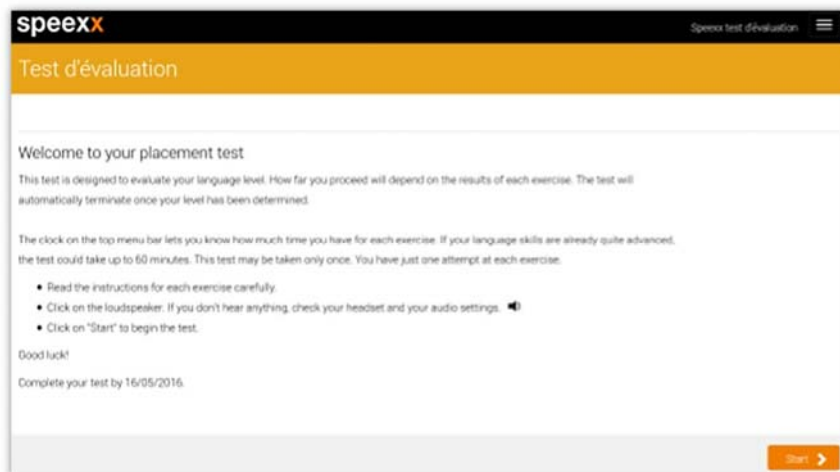 speexx
Speexx test d'évaluation
Test d'évaluation
Welcome to your placement test
This test is designed to evaluate your language level. How far you proceed will depend on the results of each exercise. The test will
automatically terminate once your level has been determined.
The clock on the top menu bar lets you know how much time you have for each exercise. If your language skills are already quite advanced,
the test could take up to 60 minutes. This test may be taken only once. You have just one attempt at each exercise.
• Read the instructions for each exercise carefully.
• Click on the loudspeaker. If you don't hear anything, check your headset and your audio settings.
• Click on "Start" to begin the test.
Good luck!
Complete your test by 16/05/2016.
Start